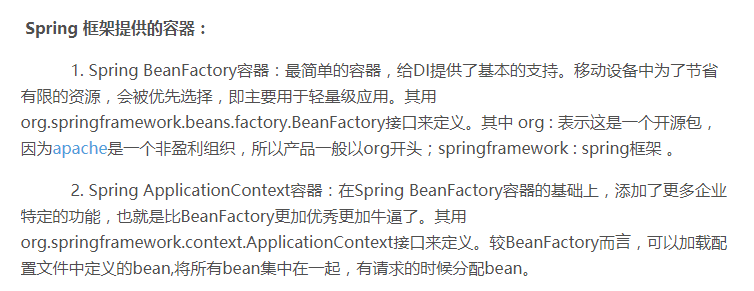 Spring 框架提供的容器：
1. Spring BeanFactory容器：最简单的容器，给DI提供了基本的支持。移动设备中为了节省
有限的资源，会被优先选择，即主要用于轻量级应用。其用
org.springframework.beans.factory.BeanFactory接口来定义。其中 org : 表示这是一个开源包，
因为apache是一个非盈利组织，所以产品一般以org开头；springframework : spring框架 。
2. Spring ApplicationContext容器：在Spring BeanFactory容器的基础上，添加了更多企业
特定的功能，也就是比BeanFactory更加优秀更加牛逼了。其用
org.springframework.context.ApplicationContext接口来定义。较BeanFactory而言，可以加载配
置文件中定义的bean,将所有bean集中在一起，有请求的时候分配bean。